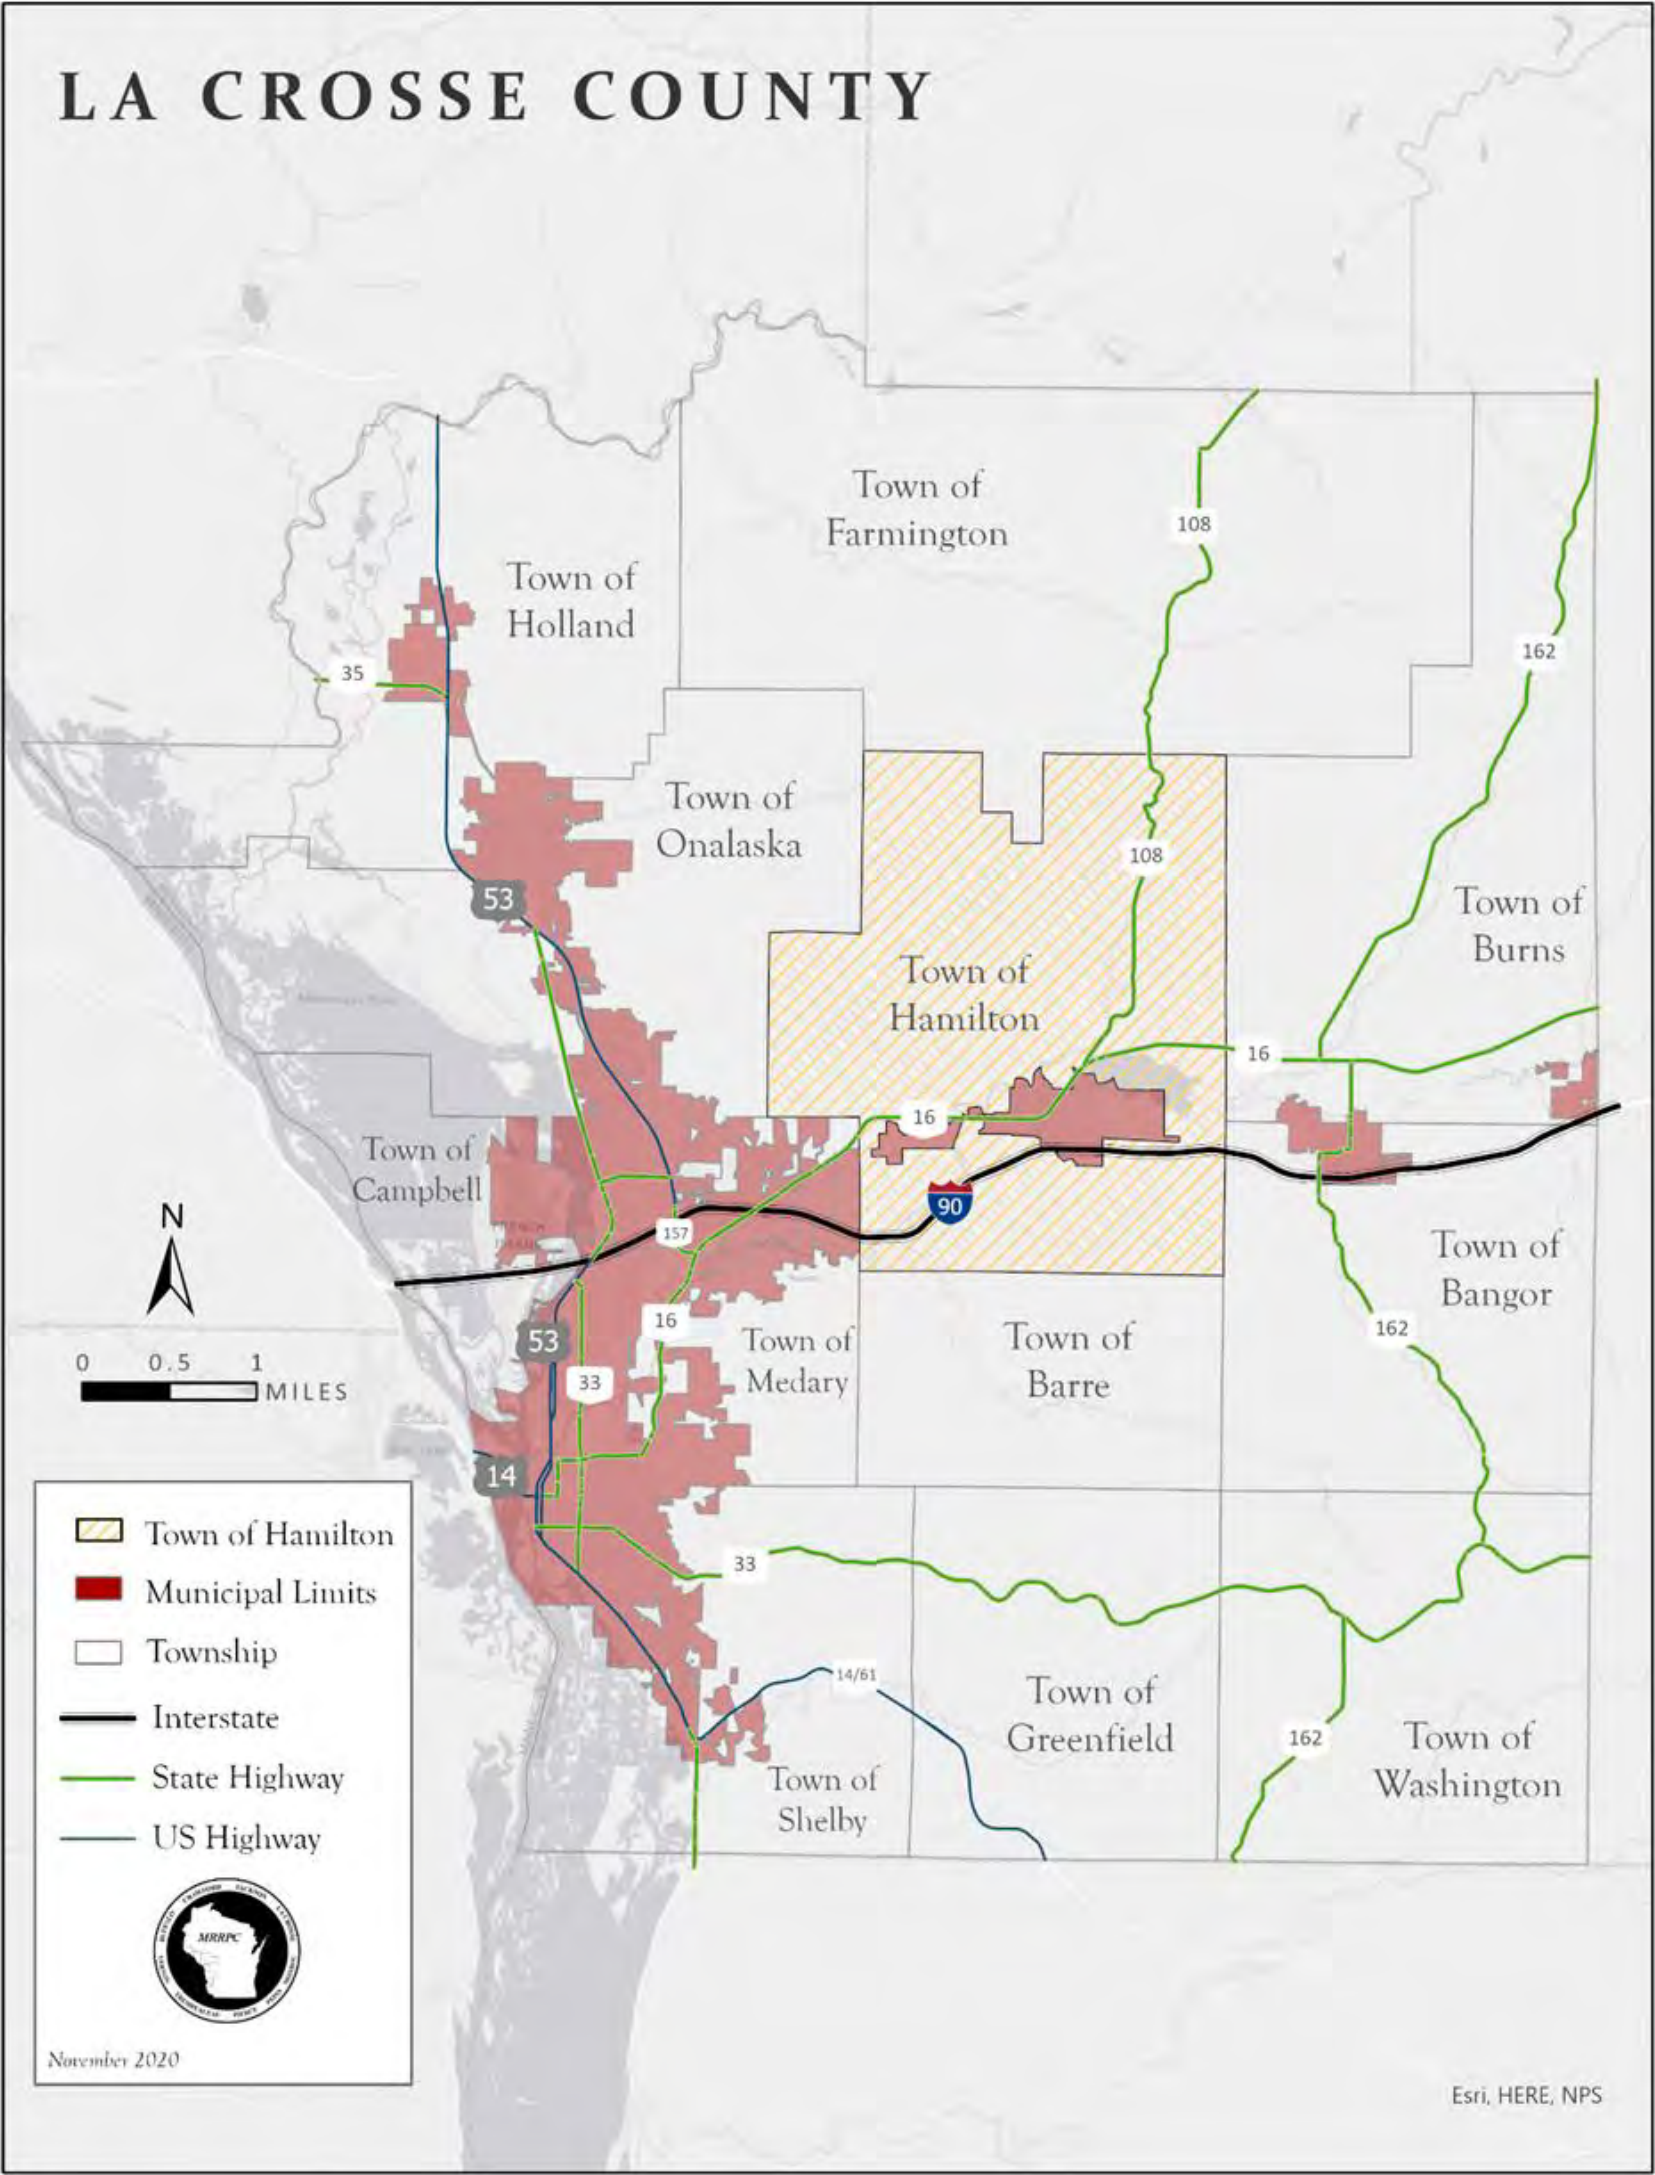 LA CROSSE COUNTY
Town of
Farmington
108
Town of
Holland
162
35
Town of
Onalaska
108
53
Town of
Burns
Town of
Hamilton
16
16
Town of
Campbell
90
157
Town of
Bangor
N
16
162
53
Town of
Medary
Town of
Barre
0 0.5 1
MILES
33
14
33
14/61
Town of
Greenfield
162
Town of
Washington
Town of
Shelby
Town of Hamilton
Municipal Limits
Township
Interstate
State Highway
US Highway
MRRPC
November 2020
Esri, HERE, NPS